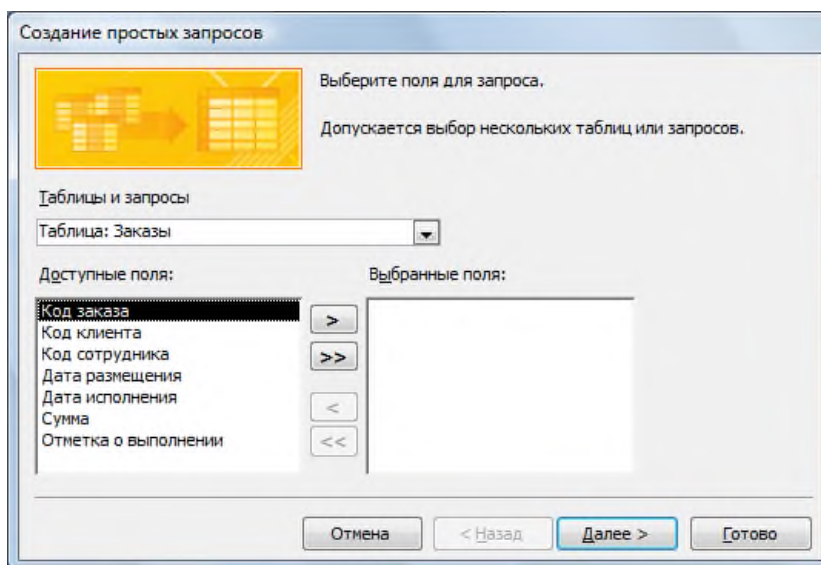 Создание простых запросов
Выберите поля для запроса.
Допускается выбор нескольких таблиц или запросов.
Таблицы и запросы
Таблица: Заказы
Доступные поля:
Выбранные поля:
Код заказа
Код клиента
Код сотрудника
Дата размещения
Дата исполнения
Сумма
Отметка о выполнении
>
>>
<
<<
Отмена
< Назад
Далее >
Готово